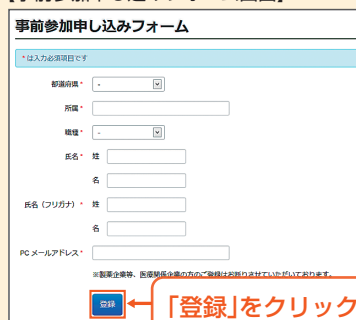 事前参加申し込みフォーム
*は入力必須項目です
都道府県* -
所属*
職種* -
氏名* 姓
名
氏名（フリガナ）* 姓
名
PCメールアドレス*
※製薬企業等、医療関係企業の方のご登録はお断りさせていただいております。
登録
「登録」をクリック